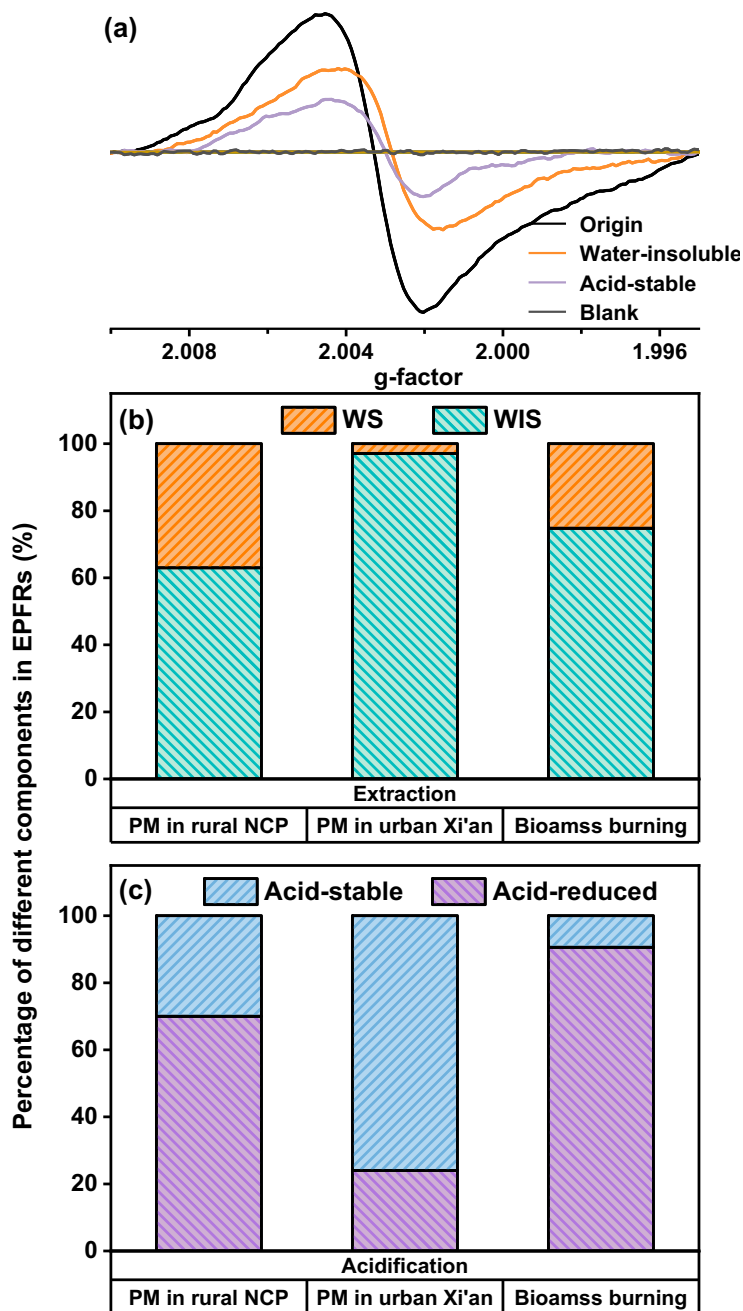 (a)
Origin
Water-insoluble
Acid-stable
Blank
2.008 2.004 2.000 1.996
g-factor
Percentage of different components in EPFRs (%)
(b)
WS WIS
100
80
60
40
20
0
Extraction
PM in rural NCP PM in urban Xi'an Bioamss burning
(c)
Acid-stable Acid-reduced
100
80
60
40
20
0
Acidification
PM in rural NCP PM in urban Xi'an Bioamss burning